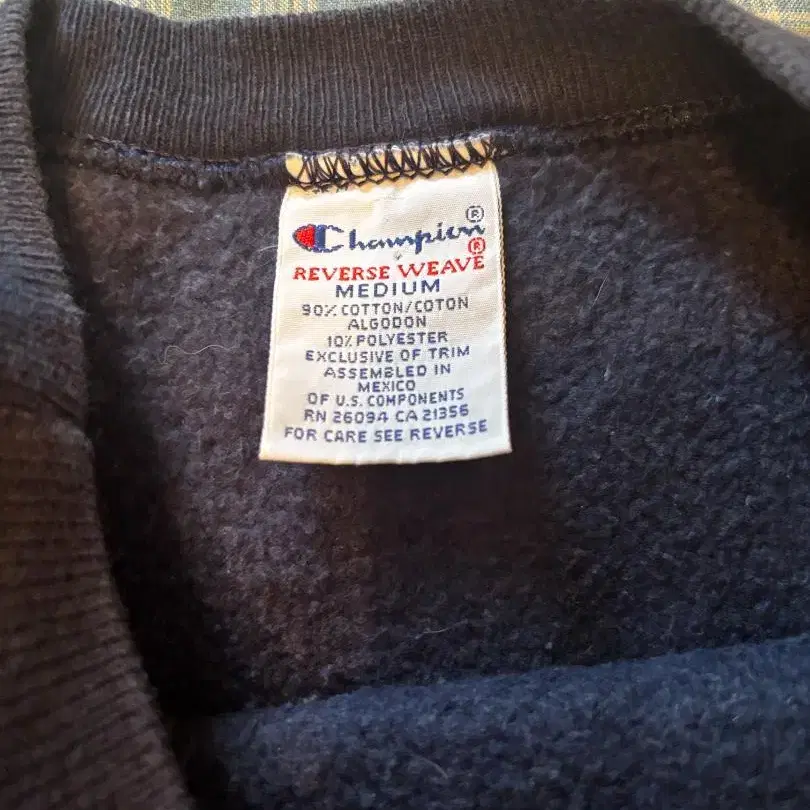 Champion®
REVERSE WEAVE®
MEDIUM
90% COTTON/COTON
ALGODON
10% POLYESTER
EXCLUSIVE OF TRIM
ASSEMBLED IN
MEXICO
OF U.S. COMPONENTS
RN 26094 CA 21356
FOR CARE SEE REVERSE